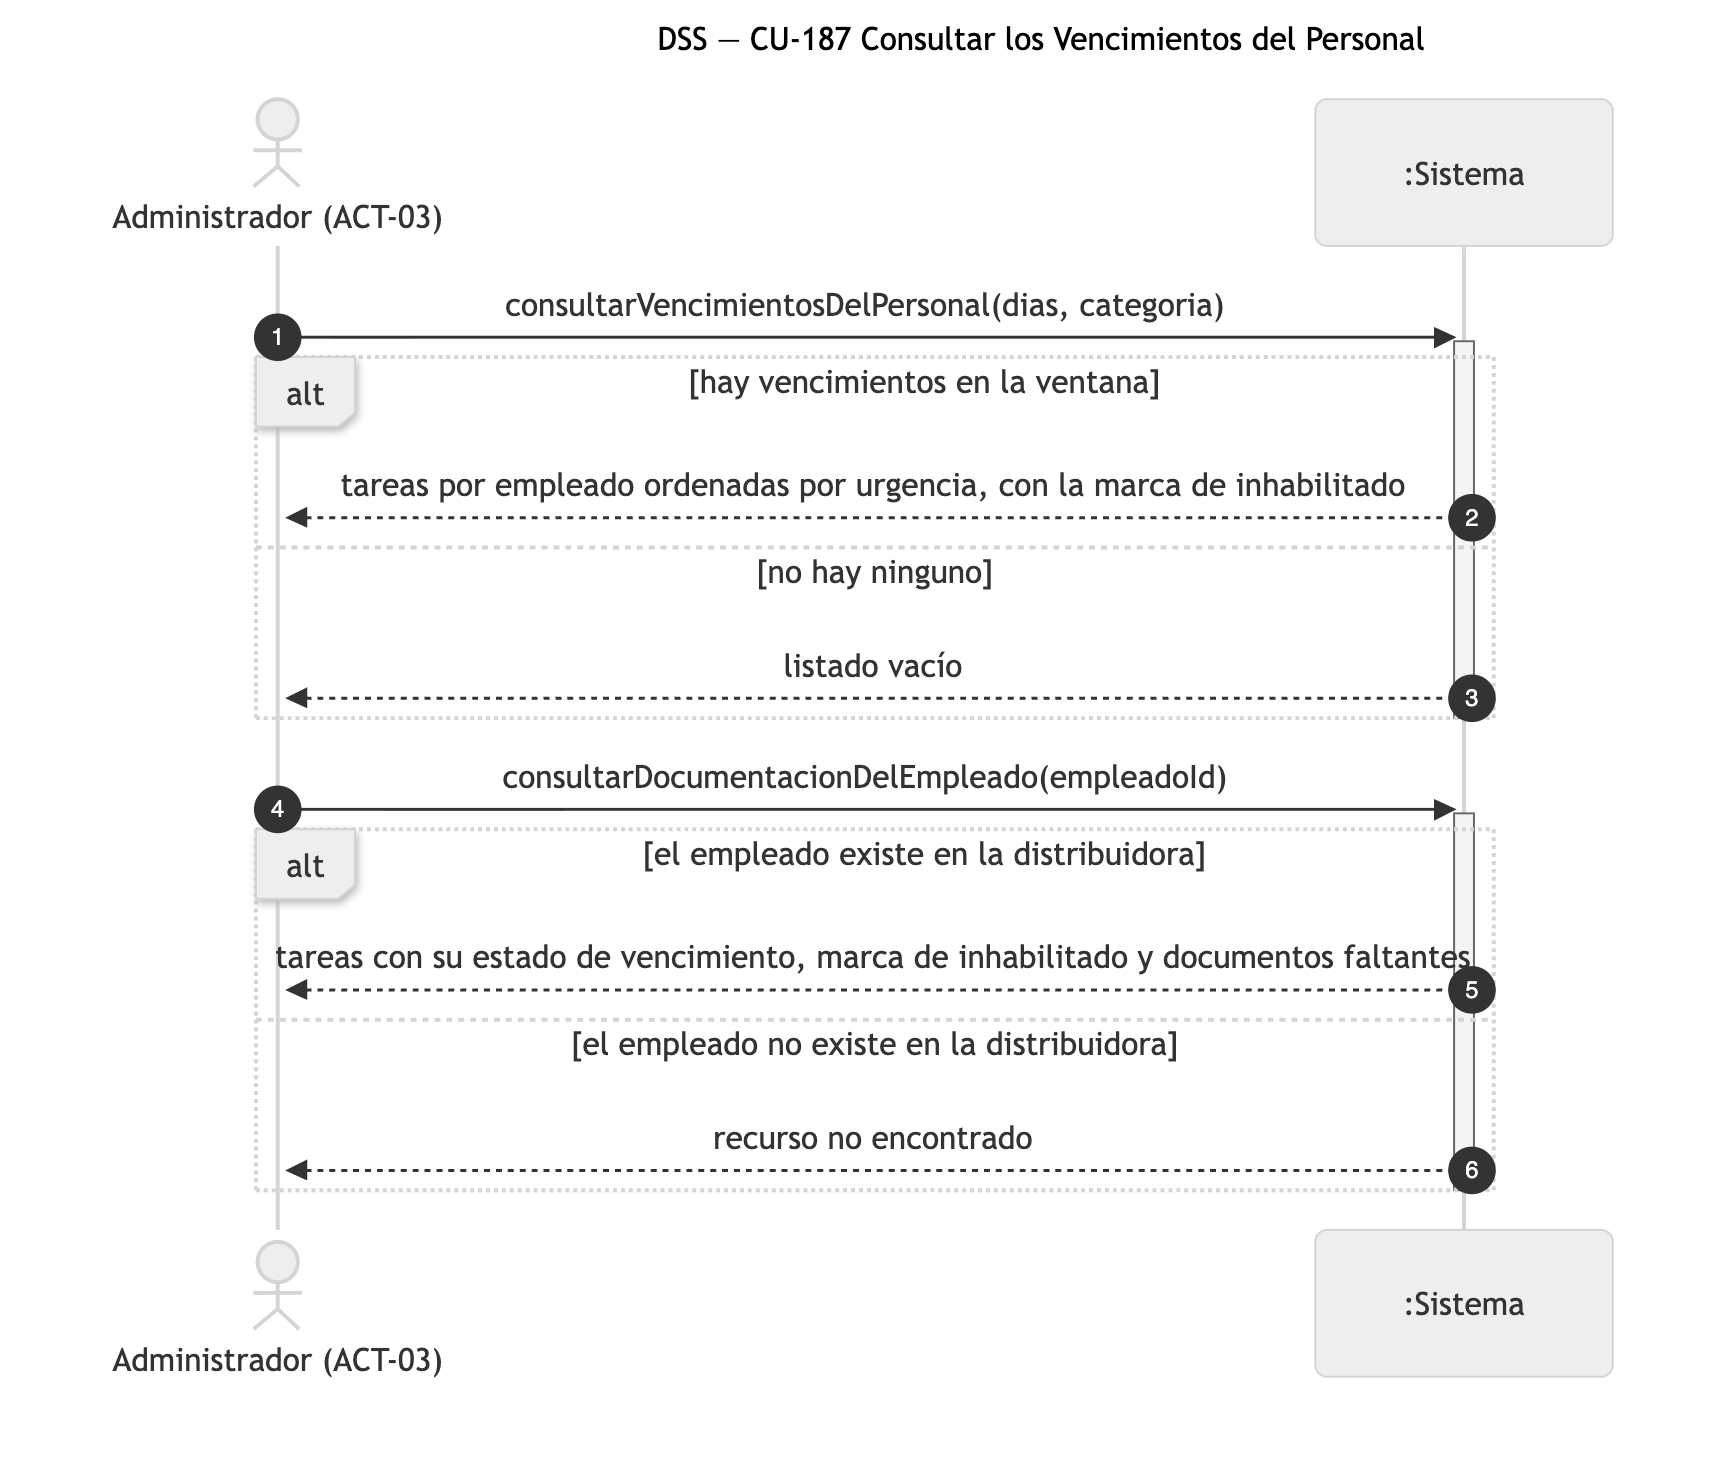 DSS – CU-187 Consultar los Vencimientos del Personal
Administrador (ACT-03)
:Sistema
consultarVencimientosDelPersonal(dias, categoria)
1
alt
[hay vencimientos en la ventana]
tareas por empleado ordenadas por urgencia, con la marca de inhabilitado
2
[no hay ninguno]
listado vacío
3
consultarDocumentacionDelEmpleado(empleadoId)
4
alt
[el empleado existe en la distribuidora]
tareas con su estado de vencimiento, marca de inhabilitado y documentos faltantes
5
[el empleado no existe en la distribuidora]
recurso no encontrado
6
:Sistema
Administrador (ACT-03)